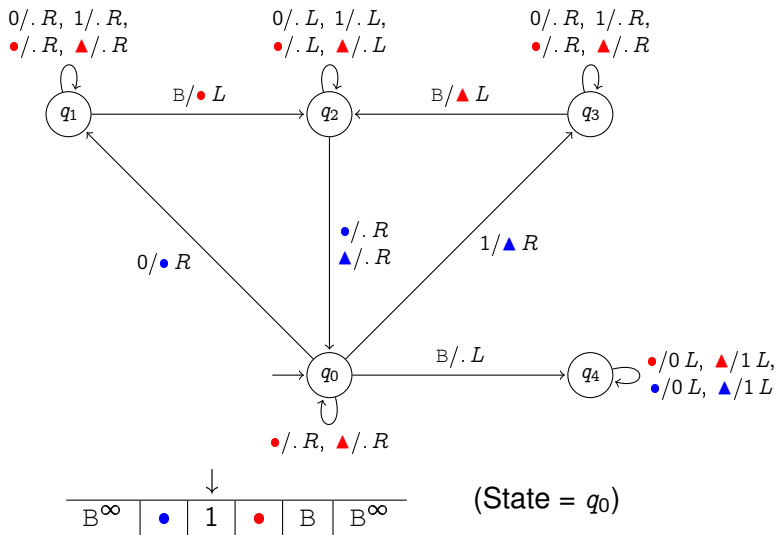 0/. R, 1/. R,
●/. R, ▲/. R
0/. L, 1/. L,
●/. L, ▲/. L
0/. R, 1/. R,
●/. R, ▲/. R
q1
B/● L
q2
B/▲ L
q3
0/● R
●/. R
▲/. R
1/▲ R
q0
B/. L
q4
●/0 L, ▲/1 L,
●/0 L, ▲/1 L
●/. R, ▲/. R
B∞ ● 1 ● B B∞
(State = q0)